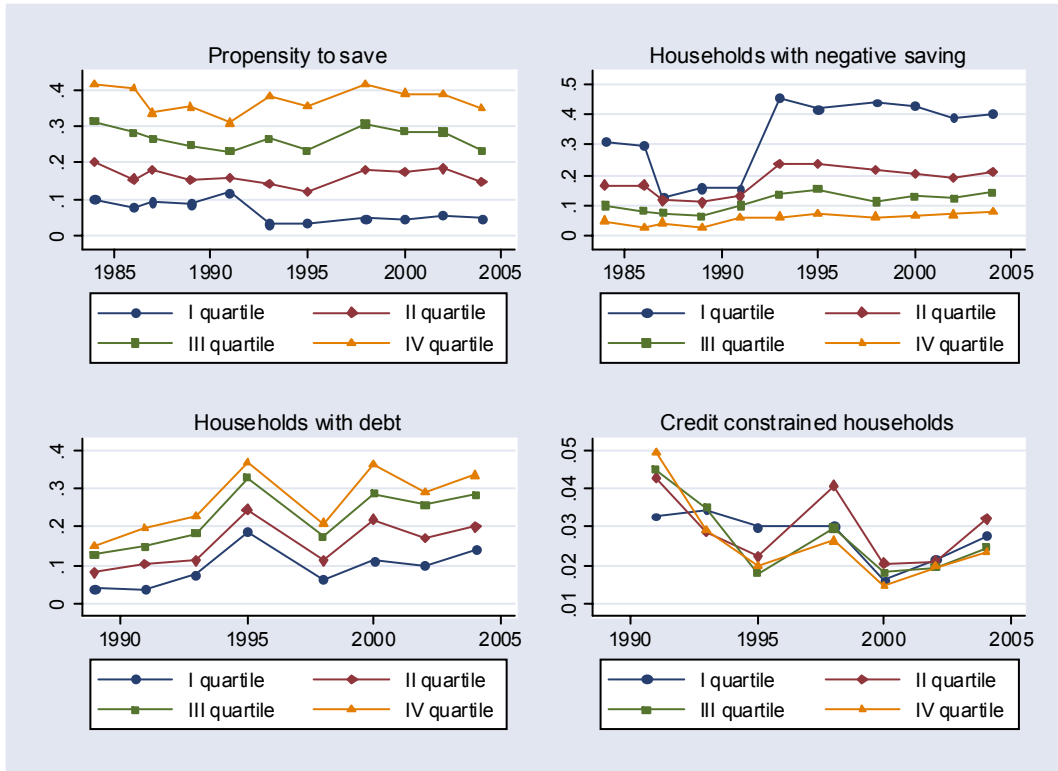 Propensity to save
.4
.3
.2
.1
0
1985 1990 1995 2000 2005
I quartile II quartile
III quartile IV quartile
Households with negative saving
.5
.4
.3
.2
.1
0
1985 1990 1995 2000 2005
I quartile II quartile
III quartile IV quartile
Households with debt
.4
.3
.2
.1
0
1990 1995 2000 2005
I quartile II quartile
III quartile IV quartile
Credit constrained households
.05
.04
.03
.02
.01
1990 1995 2000 2005
I quartile II quartile
III quartile IV quartile